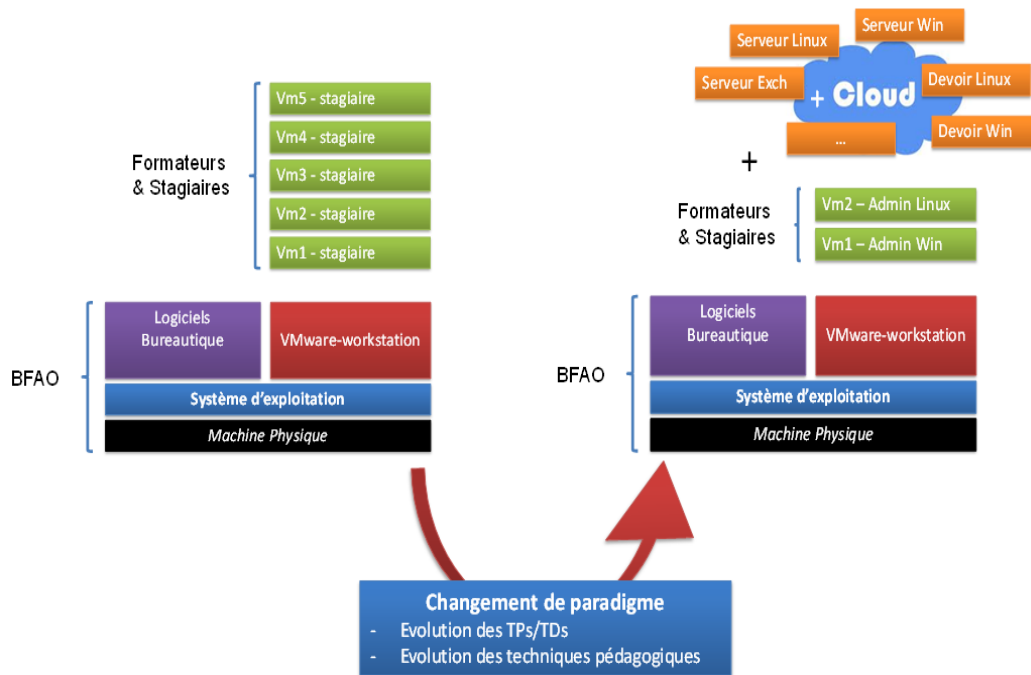 Vm5 - stagiaire
Vm4 - stagiaire
Vm3 - stagiaire
Vm2 - stagiaire
Vm1 - stagiaire
Formateurs
& Stagiaires
Logiciels
Bureautique
VMware-workstation
Système d'exploitation
Machine Physique
BFAO
Serveur Win
Serveur Linux
Serveur Exch
+ Cloud
Devoir Linux
Devoir Win
...
+
Formateurs
& Stagiaires
Vm2 – Admin Linux
Vm1 – Admin Win
Logiciels
Bureautique
VMware-workstation
Système d'exploitation
Machine Physique
BFAO
Changement de paradigme
- Evolution des TPs/TDs
- Evolution des techniques pédagogiques